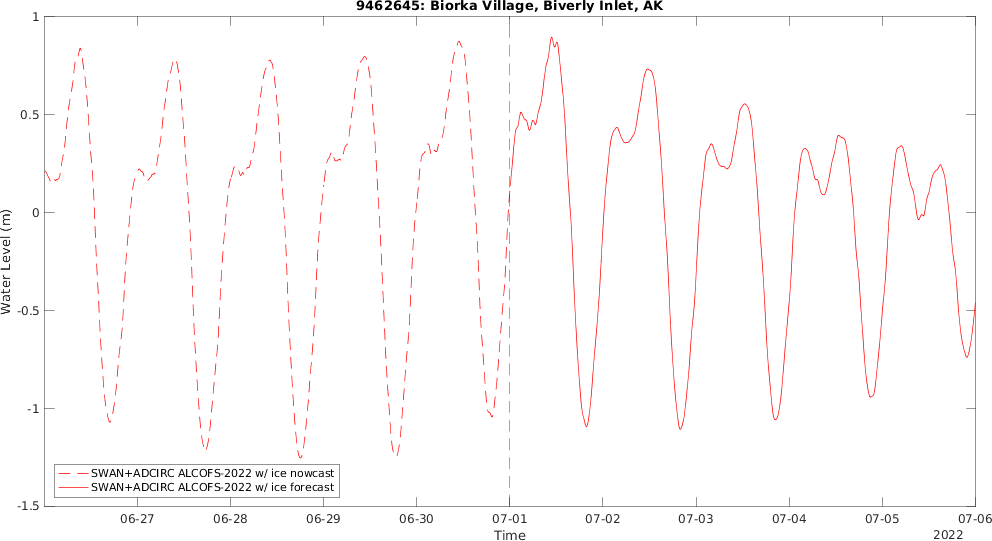 9462645: Biorka Village, Biverly Inlet, AK
Water Level (m)
1
0.5
0
-0.5
-1
-1.5
SWAN+ADCIRC ALCOFS-2022 w/ ice nowcast
SWAN+ADCIRC ALCOFS-2022 w/ ice forecast
06-27 06-28 06-29 06-30 07-01 07-02 07-03 07-04 07-05 07-06
Time
2022